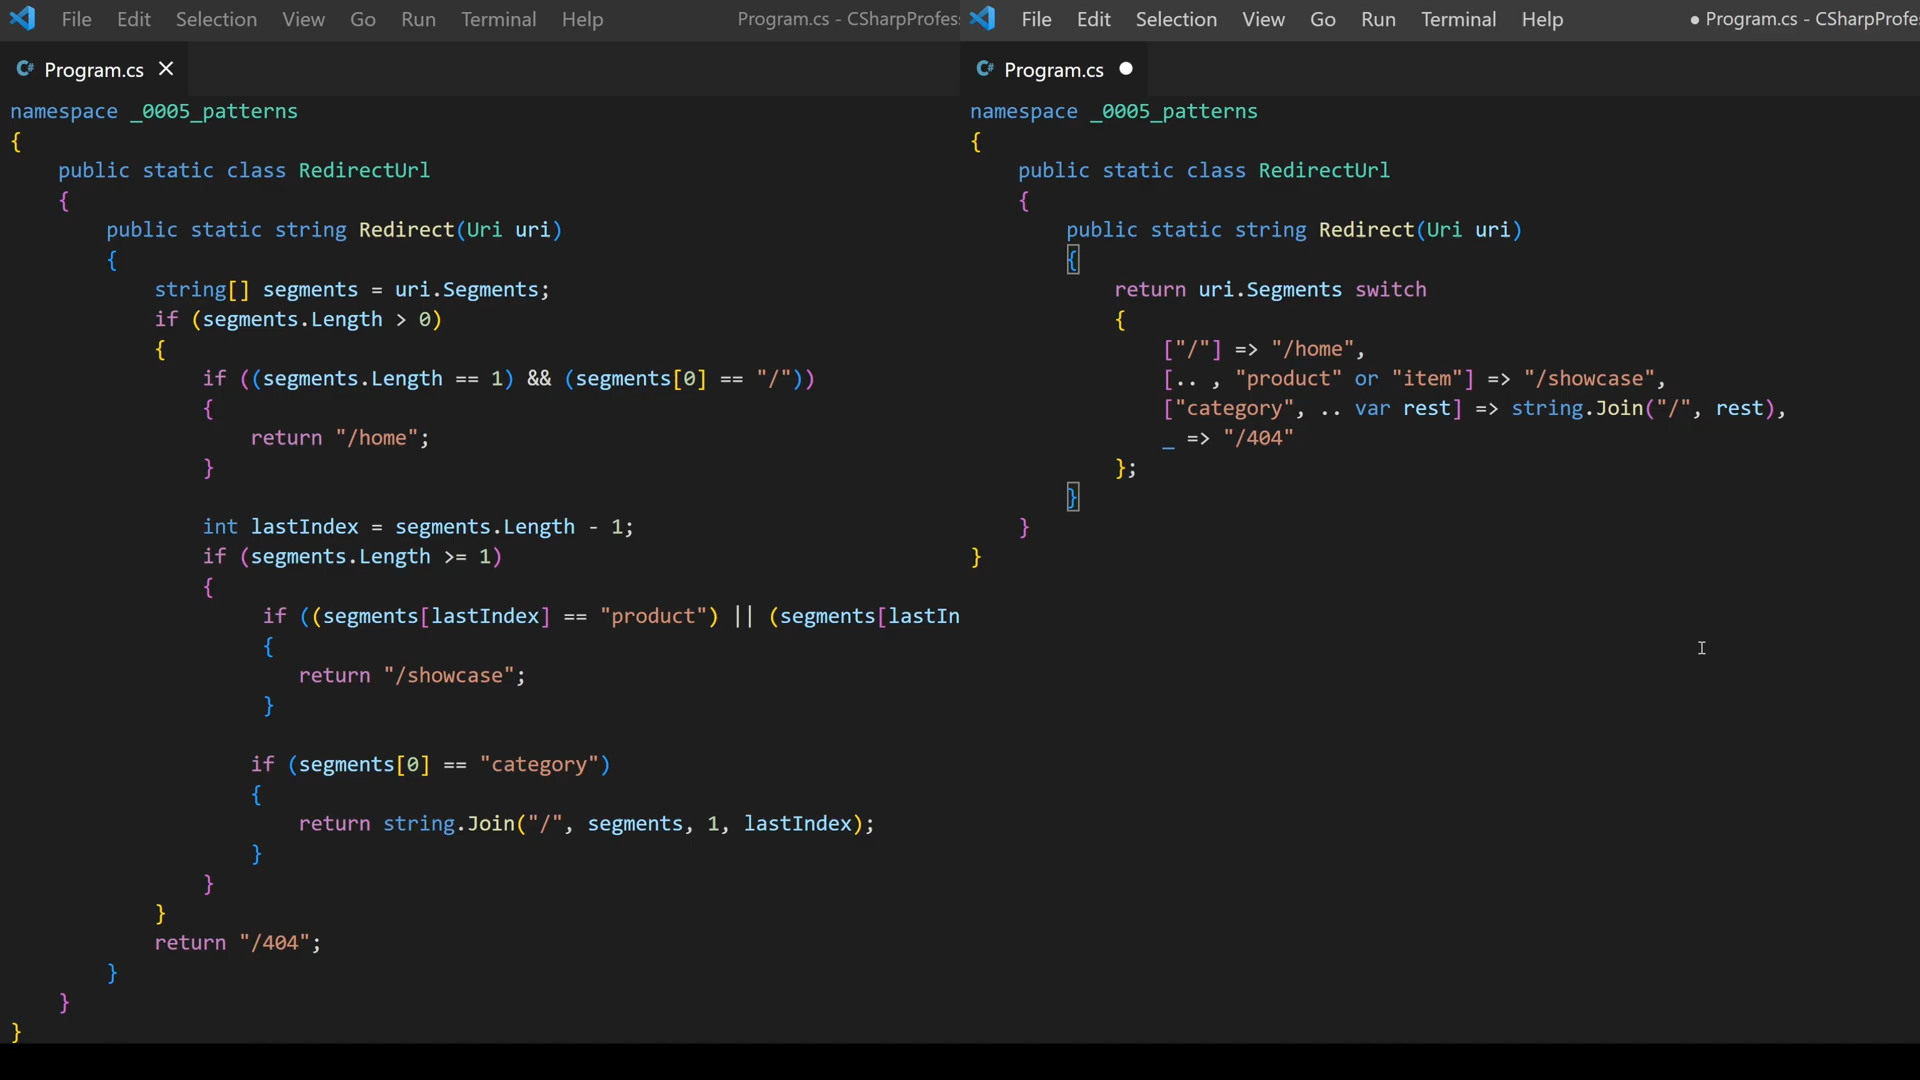 File Edit Selection View Go Run Terminal Help Program.cs - CSharpProfes
Program.cs
namespace _0005_patterns
{
public static class RedirectUrl
{
public static string Redirect(Uri uri)
{
string[] segments = uri.Segments;
if (segments.Length > 0)
{
if ((segments.Length == 1) && (segments[0] == "/"))
{
return "/home";
}
int lastIndex = segments.Length - 1;
if (segments.Length >= 1)
{
if ((segments[lastIndex] == "product") || (segments[lastIn
{
return "/showcase";
}
if (segments[0] == "category")
{
return string.Join("/", segments, 1, lastIndex);
}
}
}
return "/404";
}
}
}
File Edit Selection View Go Run Terminal Help ● Program.cs - CSharpProfe
Program.cs
namespace _0005_patterns
{
public static class RedirectUrl
{
public static string Redirect(Uri uri)
{
return uri.Segments switch
{
["/"] => "/home",
[.. , "product" or "item"] => "/showcase",
["category", .. var rest] => string.Join("/", rest),
_ => "/404"
};
}
}
}